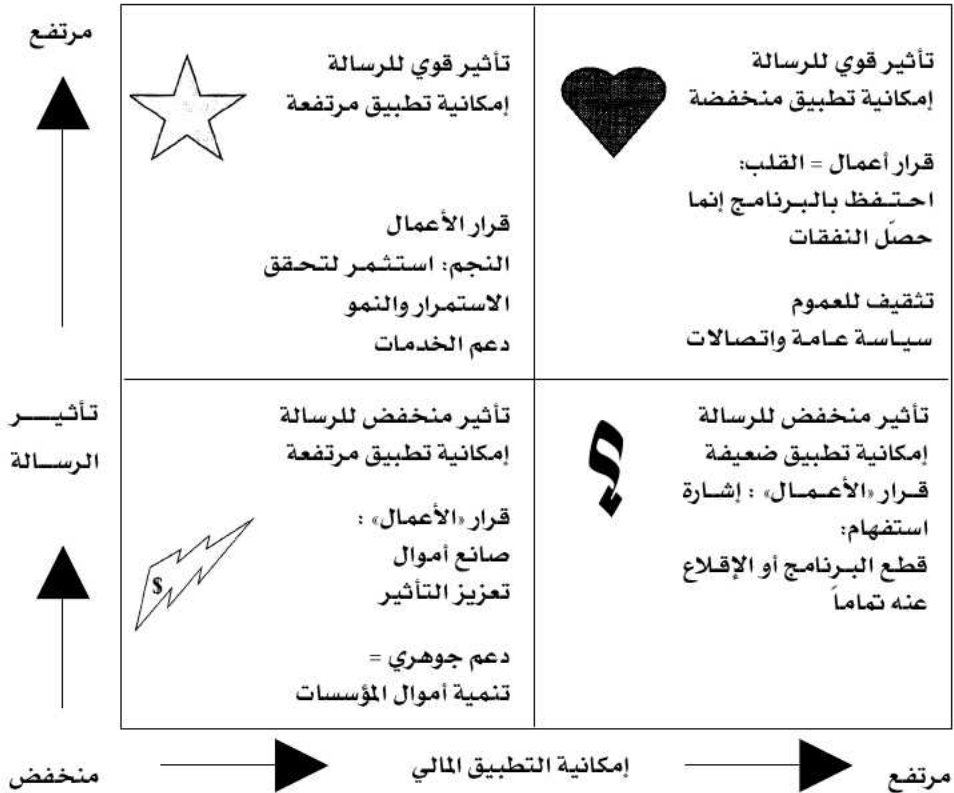 مرتفع
تأثير قوي للرسالة
إمكانية تطبيق منخفضة
قرار أعمال = القلب:
احتفظ بالبرنامج إنما
حصّل النفقات
تثقيف للعموم
سياسة عامة واتصالات
تأثير قوي للرسالة
إمكانية تطبيق مرتفعة
قرار الأعمال
النجم: استثمر لتحقق
الاستمرار والنمو
دعم الخدمات
تأثير
الرسالة
تأثير منخفض للرسالة
إمكانية تطبيق ضعيفة
قرار «الأعمال» : إشارة
استفهام:
قطع البرنامج أو الإقلاع
عنه تماماً
؟
تأثير منخفض للرسالة
إمكانية تطبيق مرتفعة
قرار «الأعمال» :
صانع أموال
تعزيز التأثير
دعم جوهري =
تنمية أموال المؤسسات
$
مرتفع
إمكانية التطبيق المالي
منخفض